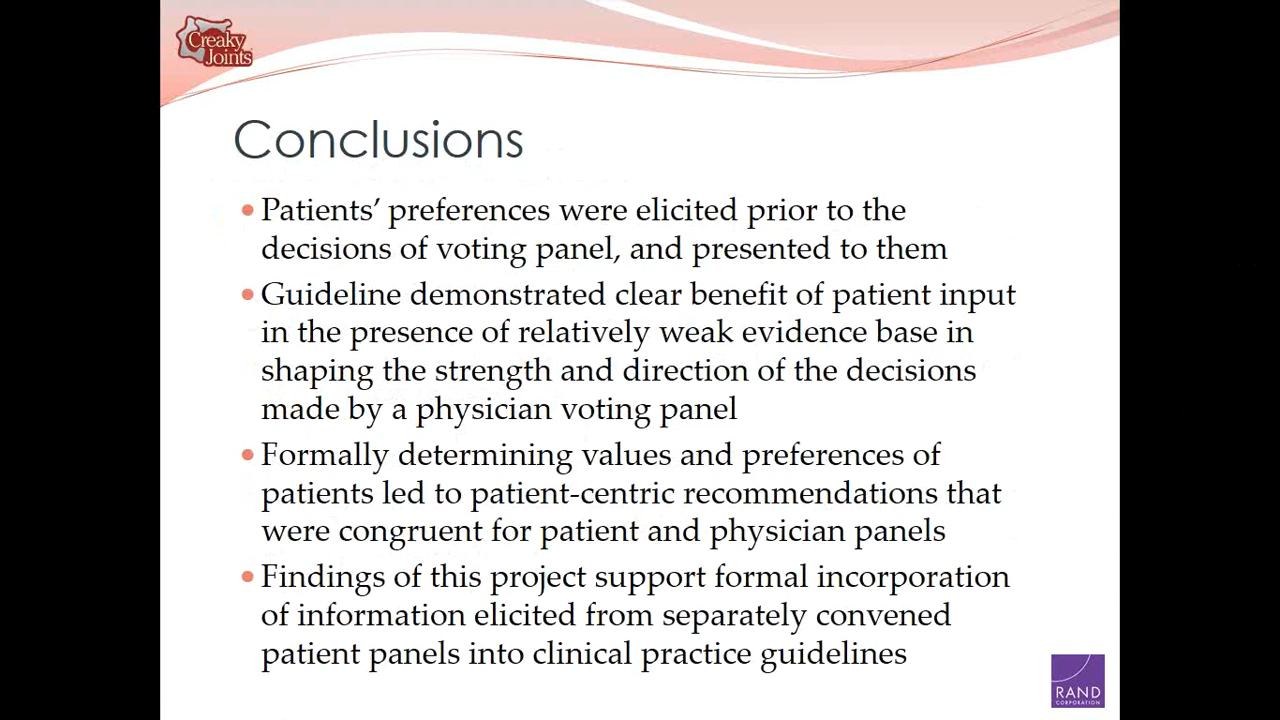 Creaky
Joints
Conclusions
• Patients’ preferences were elicited prior to the
decisions of voting panel, and presented to them
• Guideline demonstrated clear benefit of patient input
in the presence of relatively weak evidence base in
shaping the strength and direction of the decisions
made by a physician voting panel
• Formally determining values and preferences of
patients led to patient-centric recommendations that
were congruent for patient and physician panels
• Findings of this project support formal incorporation
of information elicited from separately convened
patient panels into clinical practice guidelines
RAND
CORPORATION